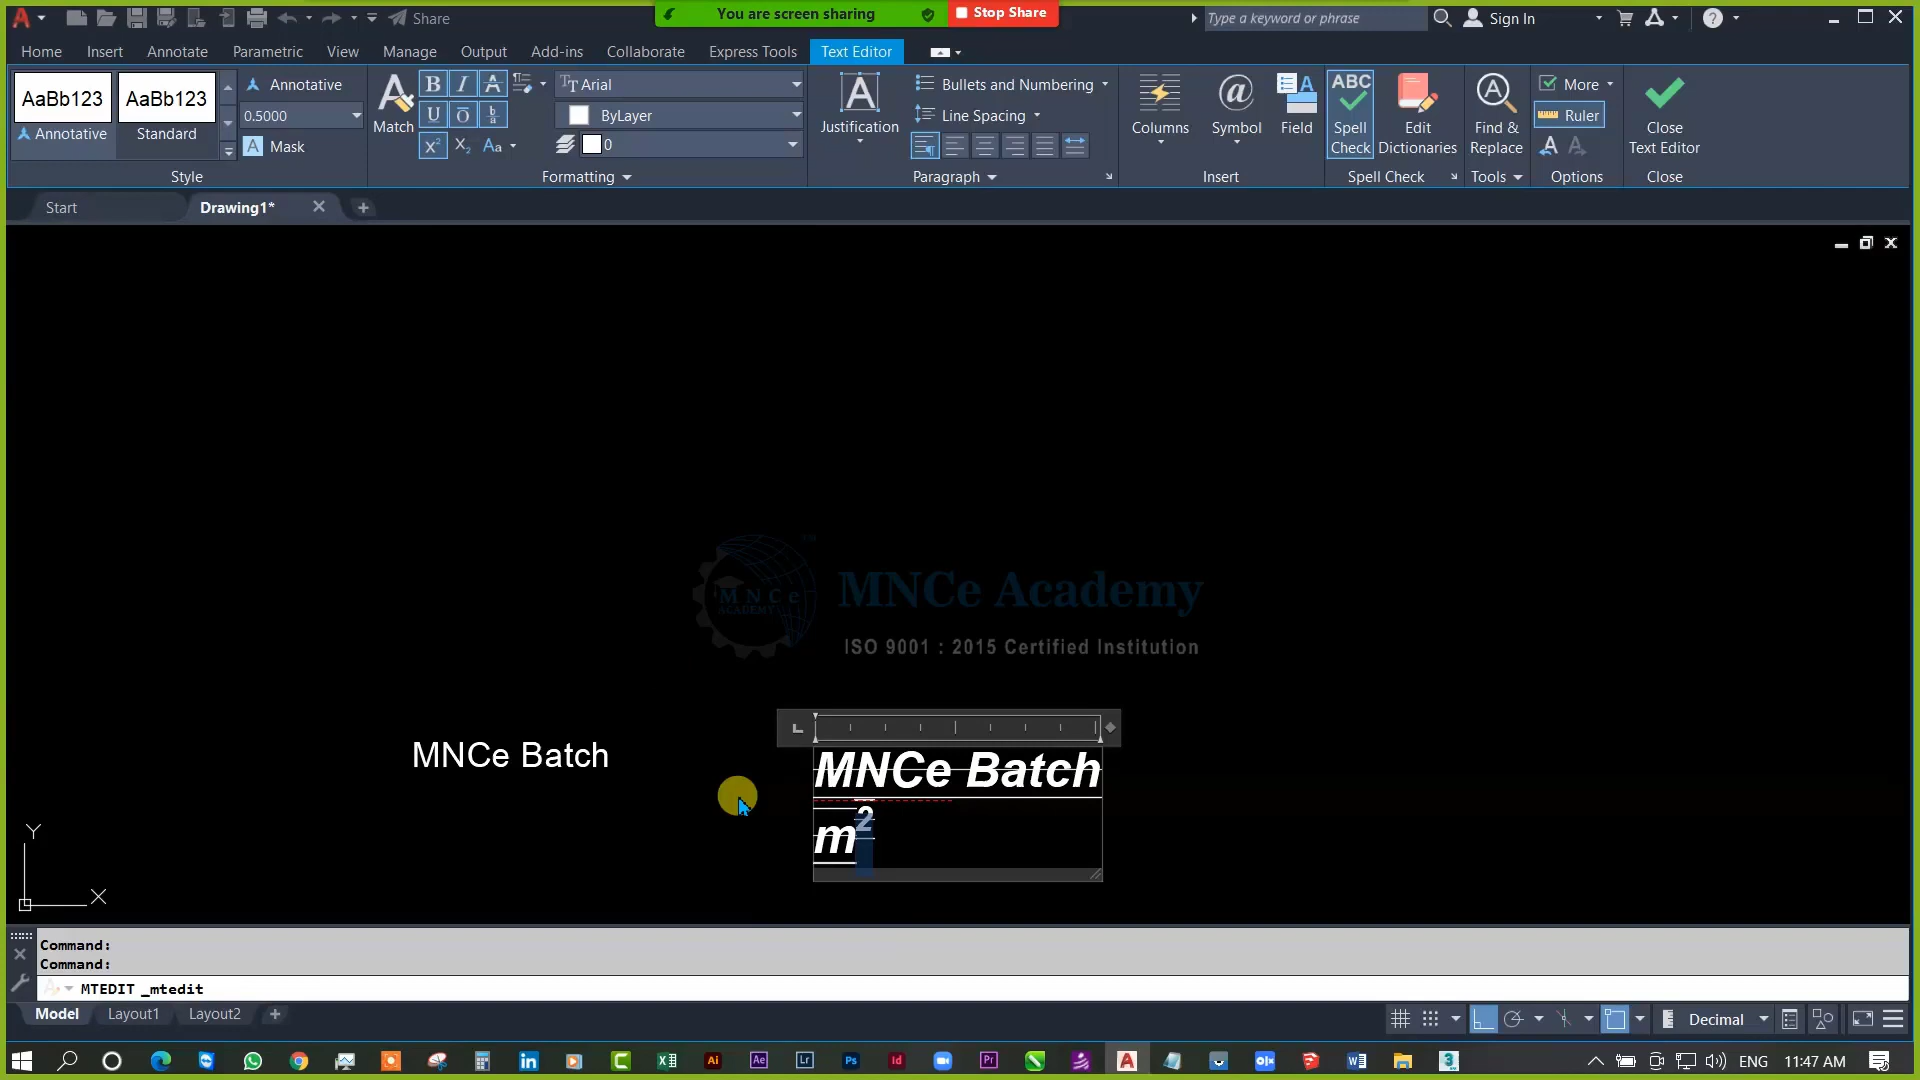 Share
You are screen sharing
Stop Share
Type a keyword or phrase
Sign In
Home
Insert
Annotate
Parametric
View
Manage
Output
Add-ins
Collaborate
Express Tools
Text Editor
AaBb123
AaBb123
Annotative
Standard
Annotative
0.5000
Mask
Style
Match
Arial
ByLayer
0
Formatting
Justification
Bullets and Numbering
Line Spacing
Paragraph
Columns
Symbol
Field
Insert
ABC
Spell Check
Edit Dictionaries
Spell Check
Find & Replace
Tools
More
Ruler
Options
Close Text Editor
Close
Start
Drawing1*
MNCe
ACADEMY
MNCe Academy
ISO 9001 : 2015 Certified Institution
MNCe Batch
MNCe Batch
m²
Y
X
Command:
Command:
MTEDIT _mtedit
Model
Layout1
Layout2
Decimal
ENG
11:47 AM